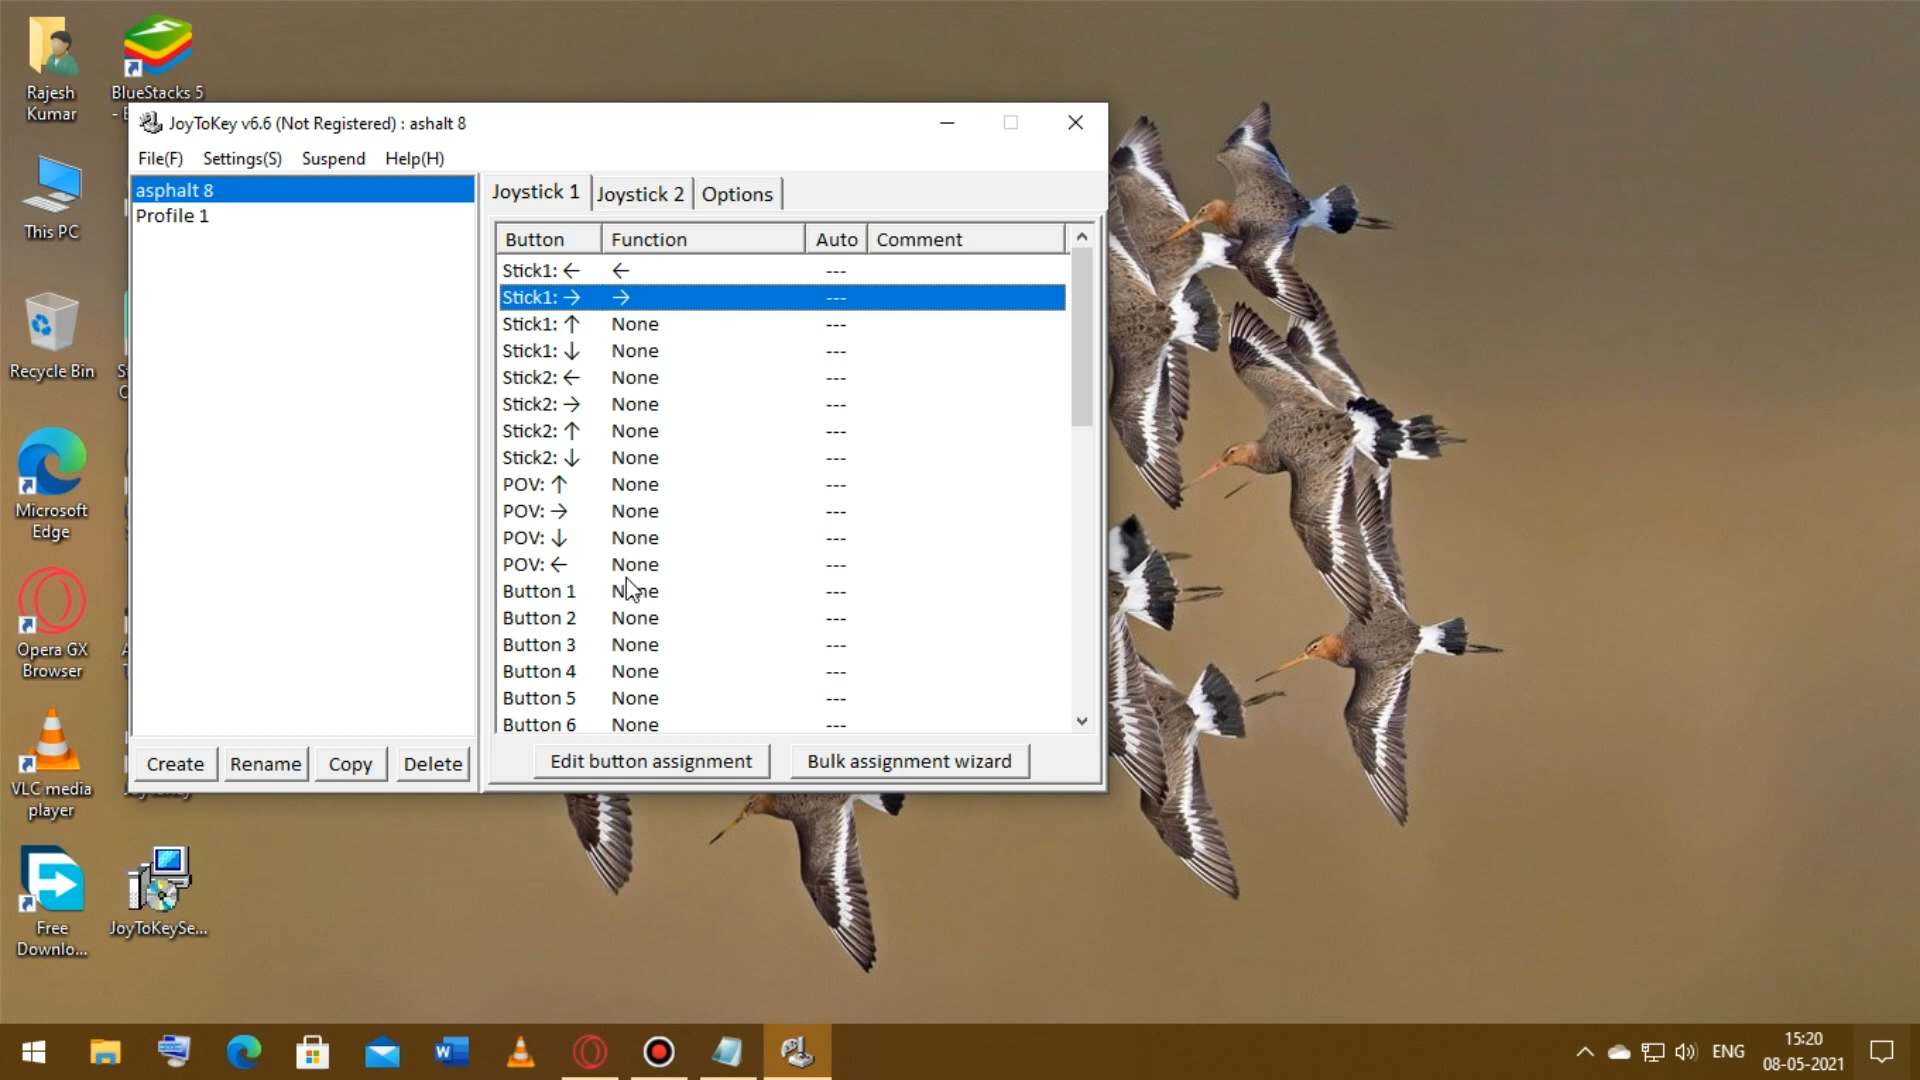 Rajesh
Kumar
BlueStacks 5
This PC
Recycle Bin
Microsoft
Edge
Opera GX
Browser
VLC media
player
Free
Downlo...
JoyToKeySe...
JoyToKey v6.6 (Not Registered) : ashalt 8
File(F) Settings(S) Suspend Help(H)
asphalt 8
Profile 1
Create Rename Copy Delete
Joystick 1 Joystick 2 Options
Button Function Auto Comment
Stick1: ← ← ---
Stick1: → → ---
Stick1: ↑ None ---
Stick1: ↓ None ---
Stick2: ← None ---
Stick2: → None ---
Stick2: ↑ None ---
Stick2: ↓ None ---
POV: ↑ None ---
POV: → None ---
POV: ↓ None ---
POV: ← None ---
Button 1 None ---
Button 2 None ---
Button 3 None ---
Button 4 None ---
Button 5 None ---
Button 6 None ---
Edit button assignment Bulk assignment wizard
ENG
15:20
08-05-2021